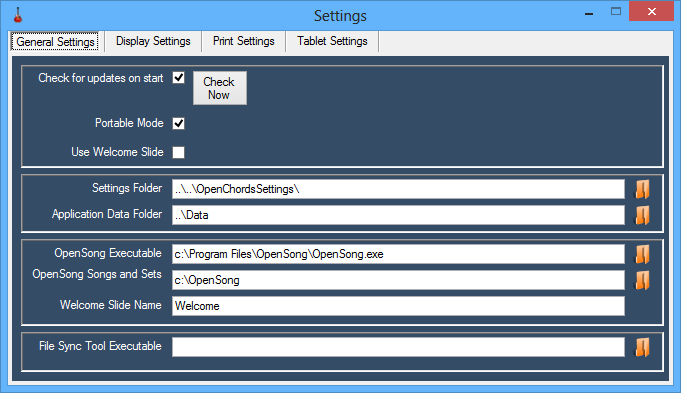 Settings
General Settings Display Settings Print Settings Tablet Settings
Check for updates on start
Check
Now
Portable Mode
Use Welcome Slide
Settings Folder ..\..\OpenChordsSettings\
Application Data Folder ..\Data
OpenSong Executable c:\Program Files\OpenSong\OpenSong.exe
OpenSong Songs and Sets c:\OpenSong
Welcome Slide Name Welcome
File Sync Tool Executable